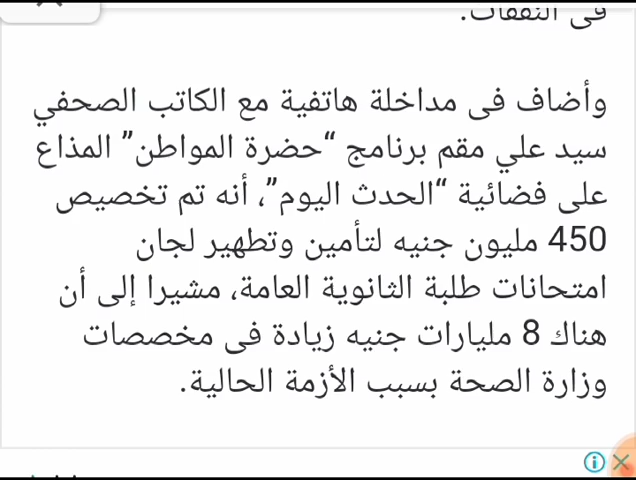 فى النفقات.
وأضاف فى مداخلة هاتفية مع الكاتب الصحفي
سيد علي مقم برنامج “حضرة المواطن” المذاع
على فضائية “الحدث اليوم”، أنه تم تخصيص
450 مليون جنيه لتأمين وتطهير لجان
امتحانات طلبة الثانوية العامة، مشيرا إلى أن
هناك 8 مليارات جنيه زيادة فى مخصصات
وزارة الصحة بسبب الأزمة الحالية.